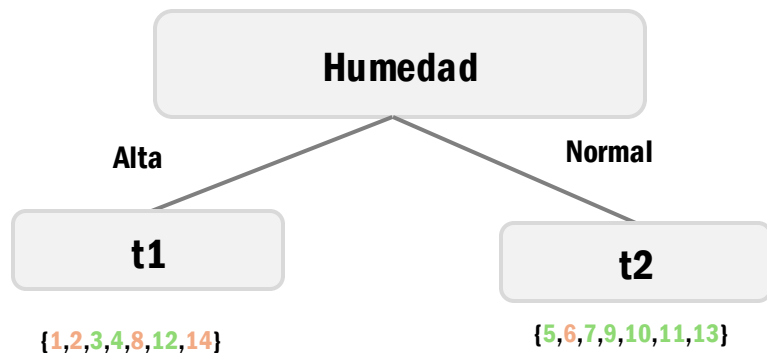 Humedad
Alta
Normal
t1
t2
{1,2,3,4,8,12,14}
{5,6,7,9,10,11,13}